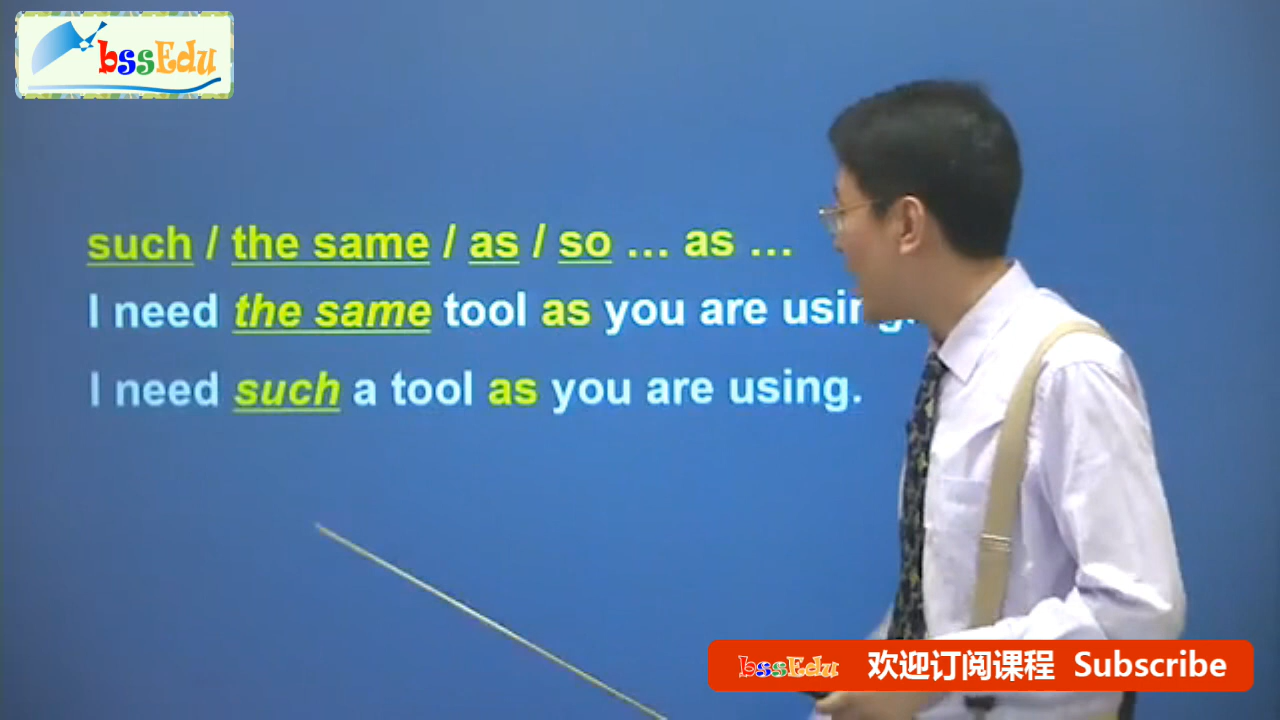 bssEdu
such / the same / as / so ... as ...
I need the same tool as you are using.
I need such a tool as you are using.
bssEdu 欢迎订阅课程 Subscribe